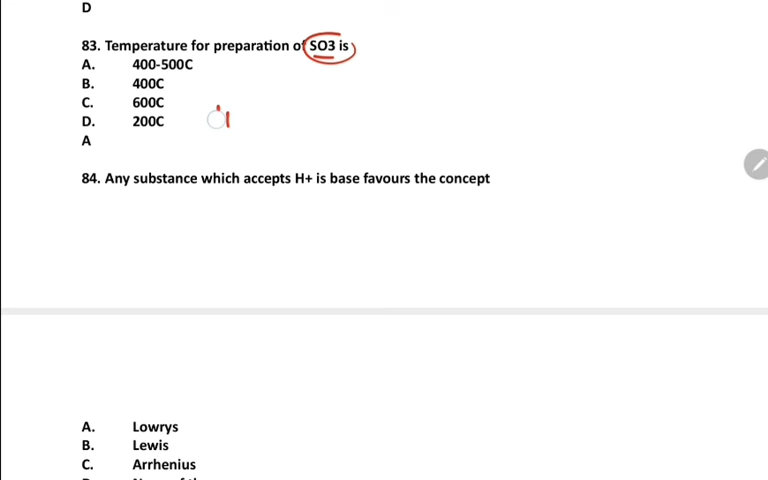 D
83. Temperature for preparation of SO3 is
A. 400-500C
B. 400C
C. 600C
D. 200C
A
84. Any substance which accepts H+ is base favours the concept
A. Lowrys
B. Lewis
C. Arrhenius